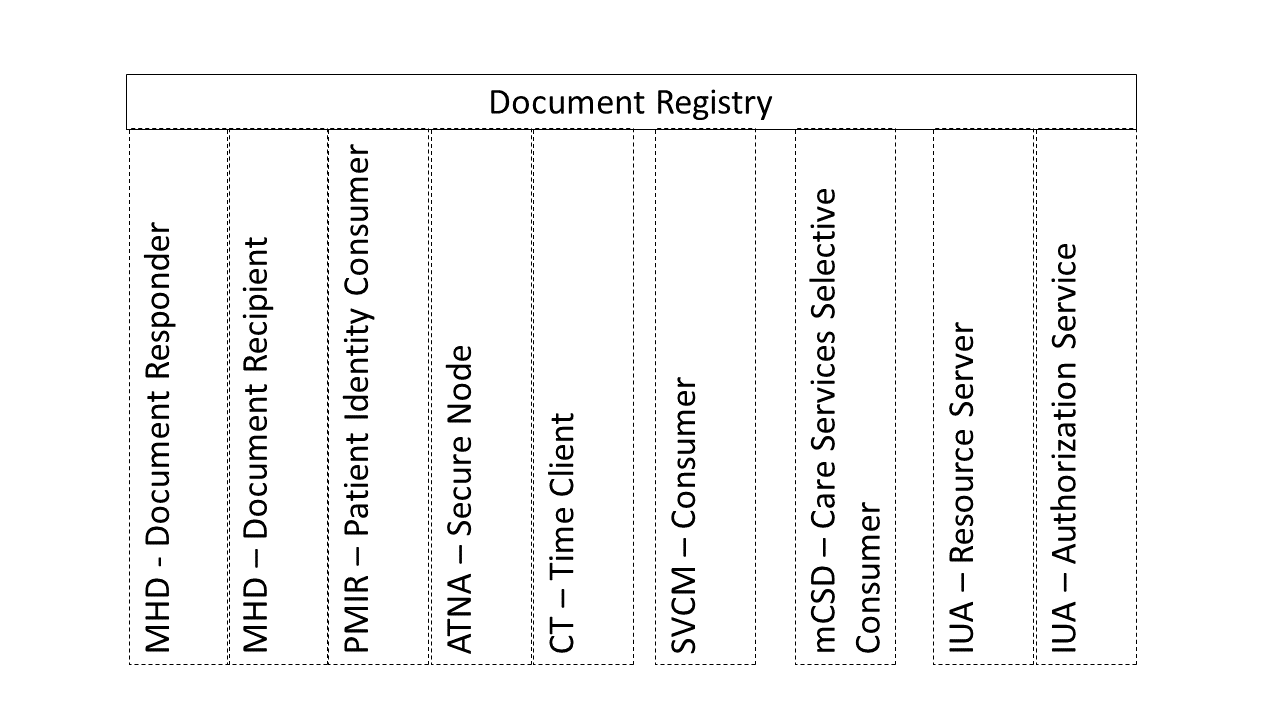 Document Registry
MHD - Document Responder
MHD – Document Recipient
PMIR – Patient Identity Consumer
ATNA – Secure Node
CT – Time Client
SVCM – Consumer
mCSD – Care Services Selective
Consumer
IUA – Resource Server
IUA – Authorization Service